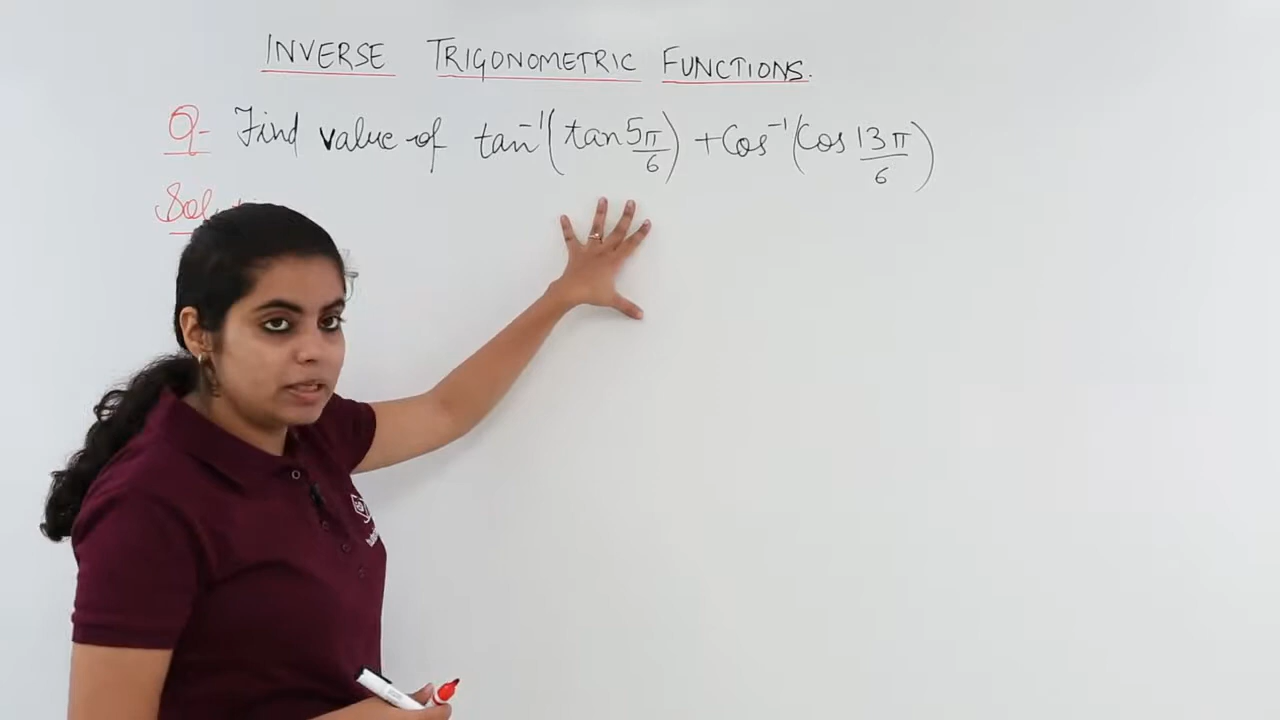 INVERSE TRIGONOMETRIC FUNCTIONS.
Q- Find value of tan⁻¹(tan 5π/6) + Cos⁻¹(Cos 13π/6)